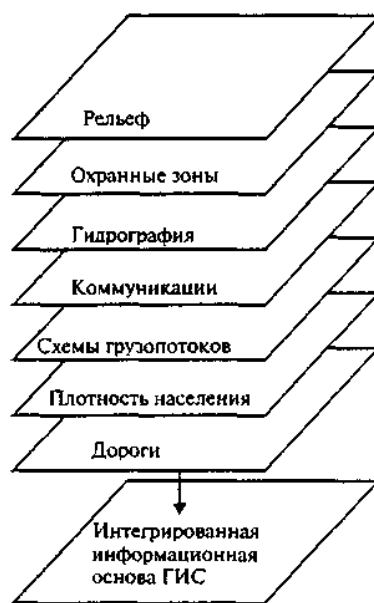 Рельеф
Охранные зоны
Гидрография
Коммуникации
Схемы грузопотоков
Плотность населения
Дороги
Интегрированная
информационная
основа ГИС